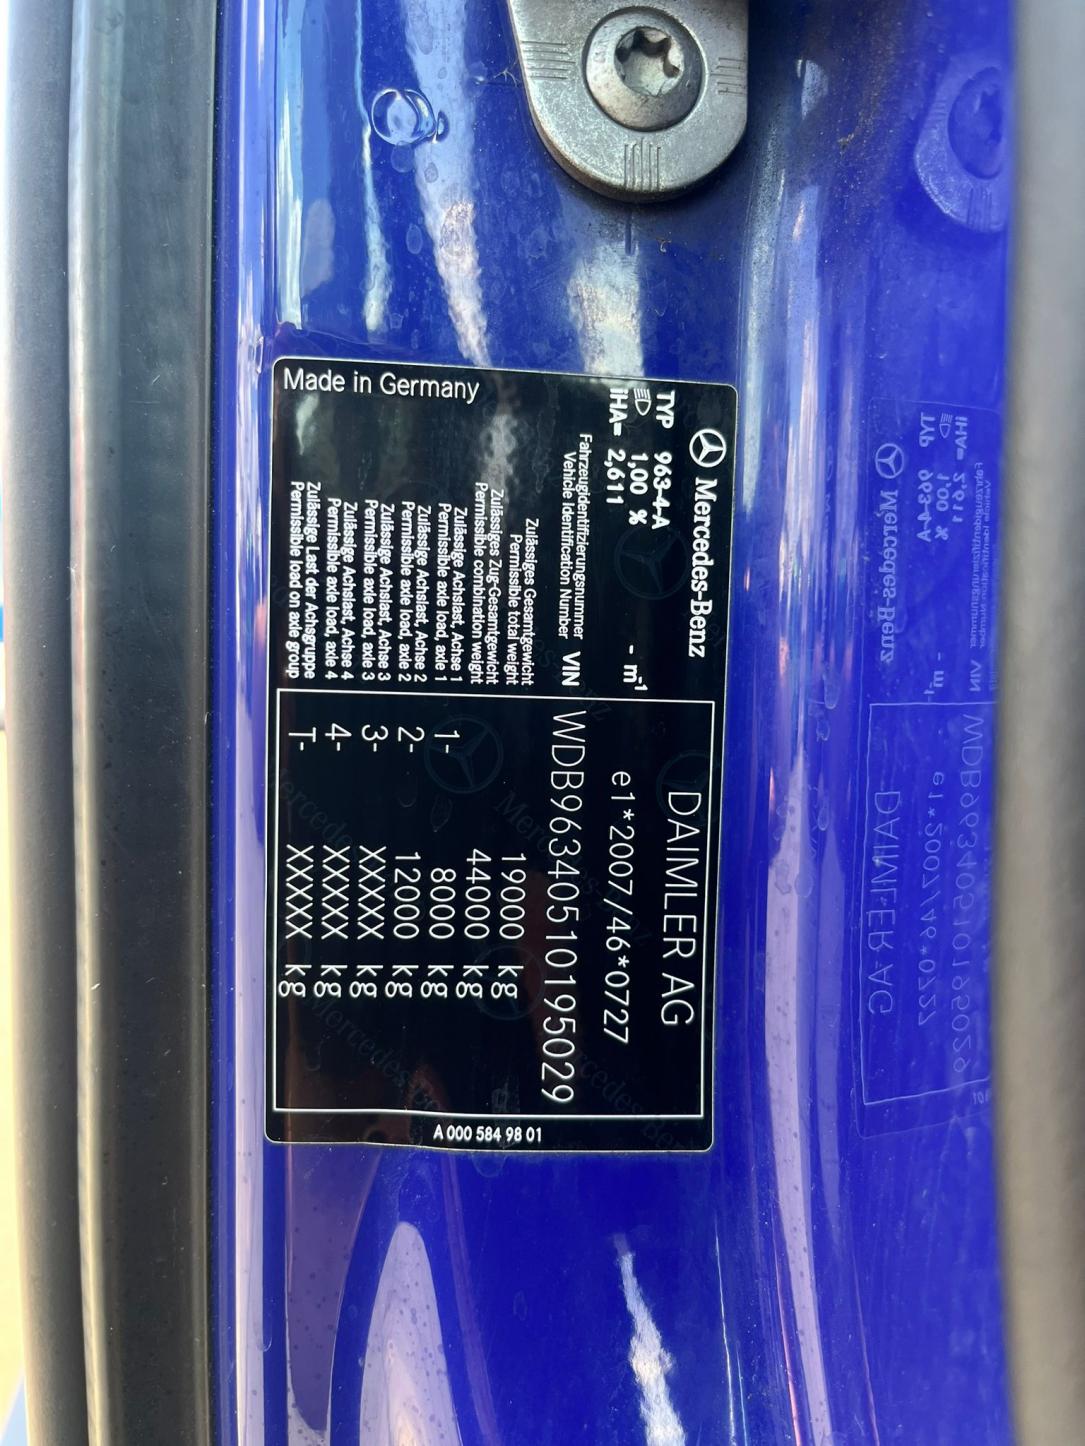 Mercedes-Benz
DAIMLER AG
TYP 963-4-A
1,00 % - m-1
e1*2007/46*0727
iHA= 2,611
Fahrzeugidentifizierungsnummer
Vehicle Identification Number VIN WDB96340510195029
Zulässiges Gesamtgewicht
Permissible total weight 19000 kg
Zulässiges Zug-Gesamtgewicht
Permissible combination weight 44000 kg
Zulässige Achslast, Achse 1
Permissible axle load, axle 1 1- 8000 kg
Zulässige Achslast, Achse 2
Permissible axle load, axle 2 2- 12000 kg
Zulässige Achslast, Achse 3
Permissible axle load, axle 3 3- XXXXX kg
Zulässige Achslast, Achse 4
Permissible axle load, axle 4 4- XXXXX kg
Zulässige Last der Achsgruppe
Permissible load on axle group T- XXXXX kg
Made in Germany
A 000 584 98 01